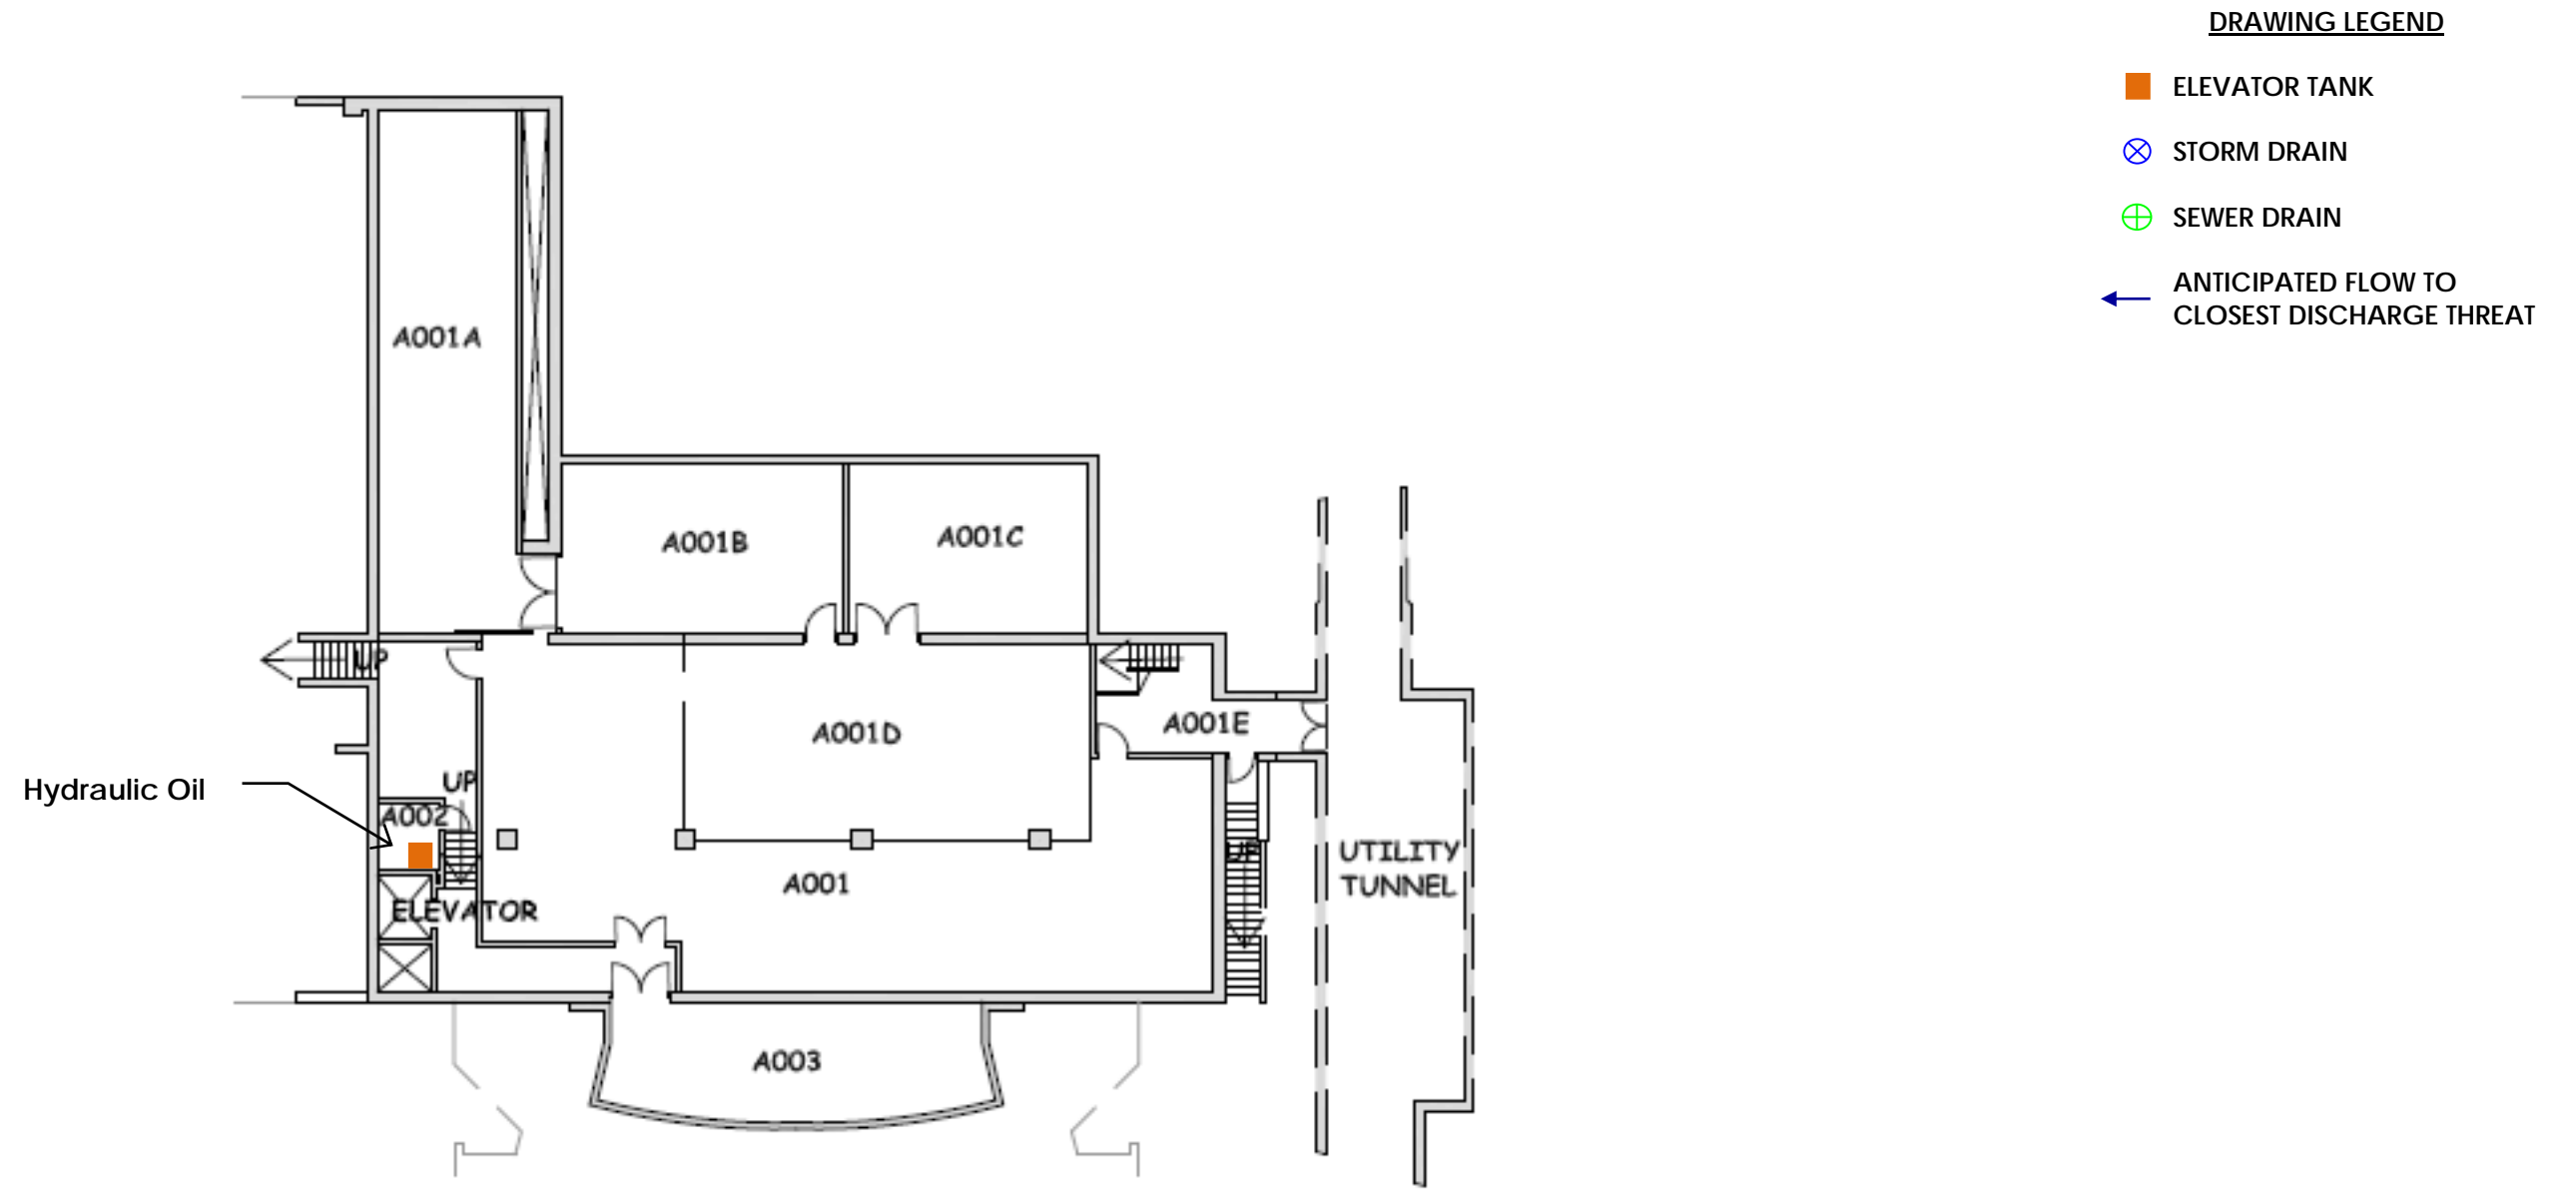 DRAWING LEGEND
ELEVATOR TANK
STORM DRAIN
SEWER DRAIN
ANTICIPATED FLOW TO
CLOSEST DISCHARGE THREAT
A001A
A001B
A001C
UP
A001D
A001E
Hydraulic Oil
UP
A002
ELEVATOR
A001
UP
UTILITY
TUNNEL
A003